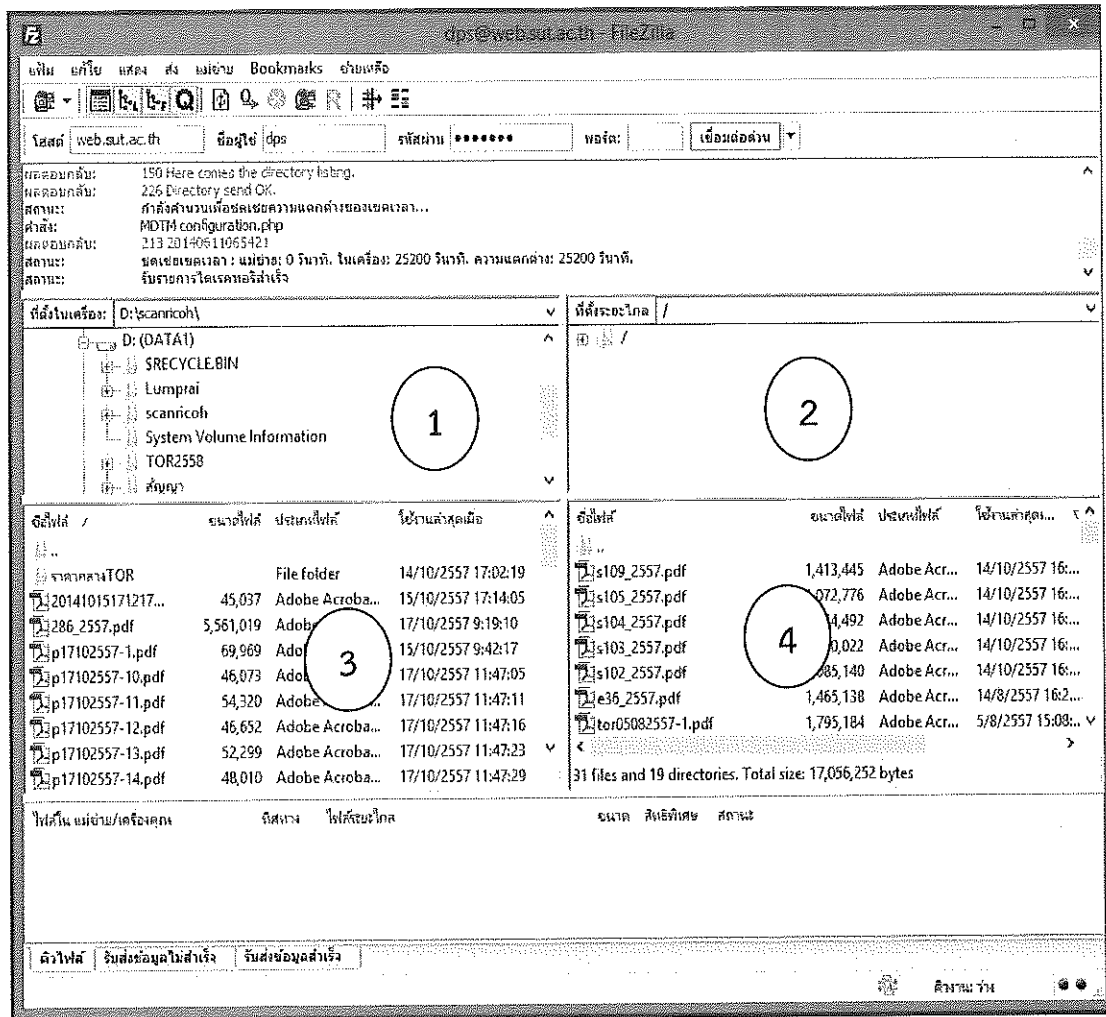 dps@web.sut.ac.th - FileZilla
แฟ้ม แก้ไข แสดง ส่ง แม่ข่าย Bookmarks ช่วยเหลือ
โฮสต์ web.sut.ac.th ชื่อผู้ใช้ dps รหัสผ่าน ●●●●●●● พอร์ต: เชื่อมต่อด่วน
ผลตอบกลับ: 150 Here comes the directory listing.
ผลตอบกลับ: 226 Directory send OK.
สถานะ: กำลังคำนวนเพื่อชดเชยความแตกต่างของเขตเวลา...
คำสั่ง: MDTM configuration.php
ผลตอบกลับ: 213 20140611065421
สถานะ: ชดเชยเขตเวลา : แม่ข่าย: 0 วินาที. ในเครื่อง: 25200 วินาที. ความแตกต่าง: 25200 วินาที.
สถานะ: รับรายการไดเรคทอรีสำเร็จ
ที่ตั้งในเครื่อง: D:\scanricoh\
D: (DATA1)
$RECYCLE.BIN
Lumprai
scanricoh
System Volume Information
TOR2558
สัญญา
1
ที่ตั้งระยะไกล /
/
2
ชื่อไฟล์ / ขนาดไฟล์ ประเภทไฟล์ ใช้งานล่าสุดเมื่อ
..
ราคากลางTOR File folder 14/10/2557 17:02:19
20141015171217... 45,037 Adobe Acroba... 15/10/2557 17:14:05
286_2557.pdf 5,561,019 Adob 17/10/2557 9:19:10
p17102557-1.pdf 69,969 Ado 15/10/2557 9:42:17
p17102557-10.pdf 46,073 Ado 17/10/2557 11:47:05
p17102557-11.pdf 54,320 Adobe 17/10/2557 11:47:11
p17102557-12.pdf 46,652 Adobe Acroba... 17/10/2557 11:47:16
p17102557-13.pdf 52,299 Adobe Acroba... 17/10/2557 11:47:23
p17102557-14.pdf 48,010 Adobe Acroba... 17/10/2557 11:47:29
3
ชื่อไฟล์ ขนาดไฟล์ ประเภทไฟล์ ใช้งานล่าสุดเ...
..
s109_2557.pdf 1,413,445 Adobe Acr... 14/10/2557 16:...
s105_2557.pdf 072,776 Adobe Acr... 14/10/2557 16:...
s104_2557.pdf 4,492 Adobe Acr... 14/10/2557 16:...
s103_2557.pdf 0,022 Adobe Acr... 14/10/2557 16:...
s102_2557.pdf 85,140 Adobe Acr... 14/10/2557 16:...
e36_2557.pdf 1,465,138 Adobe Acr... 14/8/2557 16:2...
tor05082557-1.pdf 1,795,184 Adobe Acr... 5/8/2557 15:08:...
4
31 files and 19 directories. Total size: 17,056,252 bytes
ไฟล์ใน แม่ข่าย/เครื่องคุณ ทิศทาง ไฟล์ระยะไกล ขนาด สิทธิพิเศษ สถานะ
คิวไฟล์ รับส่งข้อมูลไม่สำเร็จ รับส่งข้อมูลสำเร็จ
คิวงาน: ว่าง